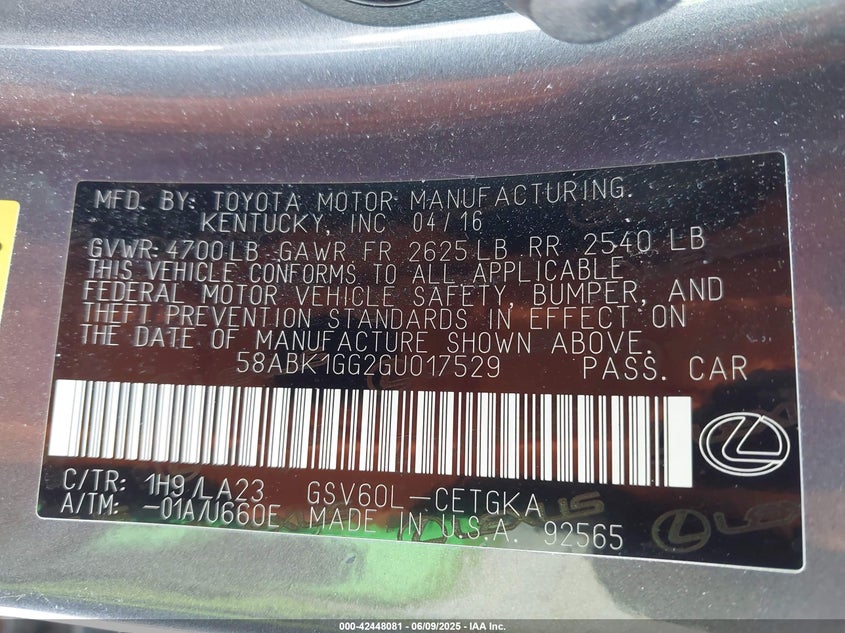 MFD. BY: TOYOTA MOTOR MANUFACTURING.
KENTUCKY, INC 04/16
GVWR 4700LB GAWR FR 2625LB RR 2540LB
THIS VEHICLE CONFORMS TO ALL APPLICABLE
FEDERAL MOTOR VEHICLE SAFETY, BUMPER, AND
THEFT PREVENTION STANDARDS IN EFFECT ON
THE DATE OF MANUFACTURE SHOWN ABOVE.
58ABK1GG2GU017529 PASS. CAR
C/TR: 1H9/LA23 GSV60L-CETGKA
A/TM: -01A/U660E MADE IN U.S.A. 92565
000-42448081 | 06/09/2025 - IAA Inc.